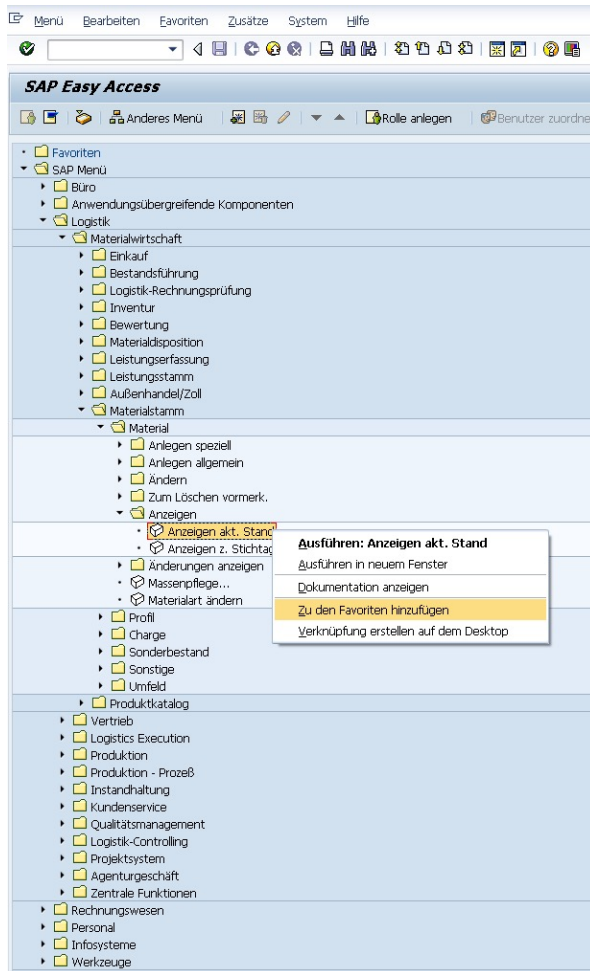 Menü Bearbeiten Favoriten Zusätze System Hilfe
SAP Easy Access
Anderes Menü Rolle anlegen Benutzer zuordne
Favoriten
SAP Menü
Büro
Anwendungsübergreifende Komponenten
Logistik
Materialwirtschaft
Einkauf
Bestandsführung
Logistik-Rechnungsprüfung
Inventur
Bewertung
Materialdisposition
Leistungserfassung
Leistungsstamm
Außenhandel/Zoll
Materialstamm
Material
Anlegen speziell
Anlegen allgemein
Ändern
Zum Löschen vormerk.
Anzeigen
Anzeigen akt. Stand
Anzeigen z. Stichtag
Ausführen: Anzeigen akt. Stand
Ausführen in neuem Fenster
Dokumentation anzeigen
Zu den Favoriten hinzufügen
Verknüpfung erstellen auf dem Desktop
Änderungen anzeigen
Massenpflege...
Materialart ändern
Profil
Charge
Sonderbestand
Sonstige
Umfeld
Produktkatalog
Vertrieb
Logistics Execution
Produktion
Produktion - Prozeß
Instandhaltung
Kundenservice
Qualitätsmanagement
Logistik-Controlling
Projektsystem
Agenturgeschäft
Zentrale Funktionen
Rechnungswesen
Personal
Infosysteme
Werkzeuge